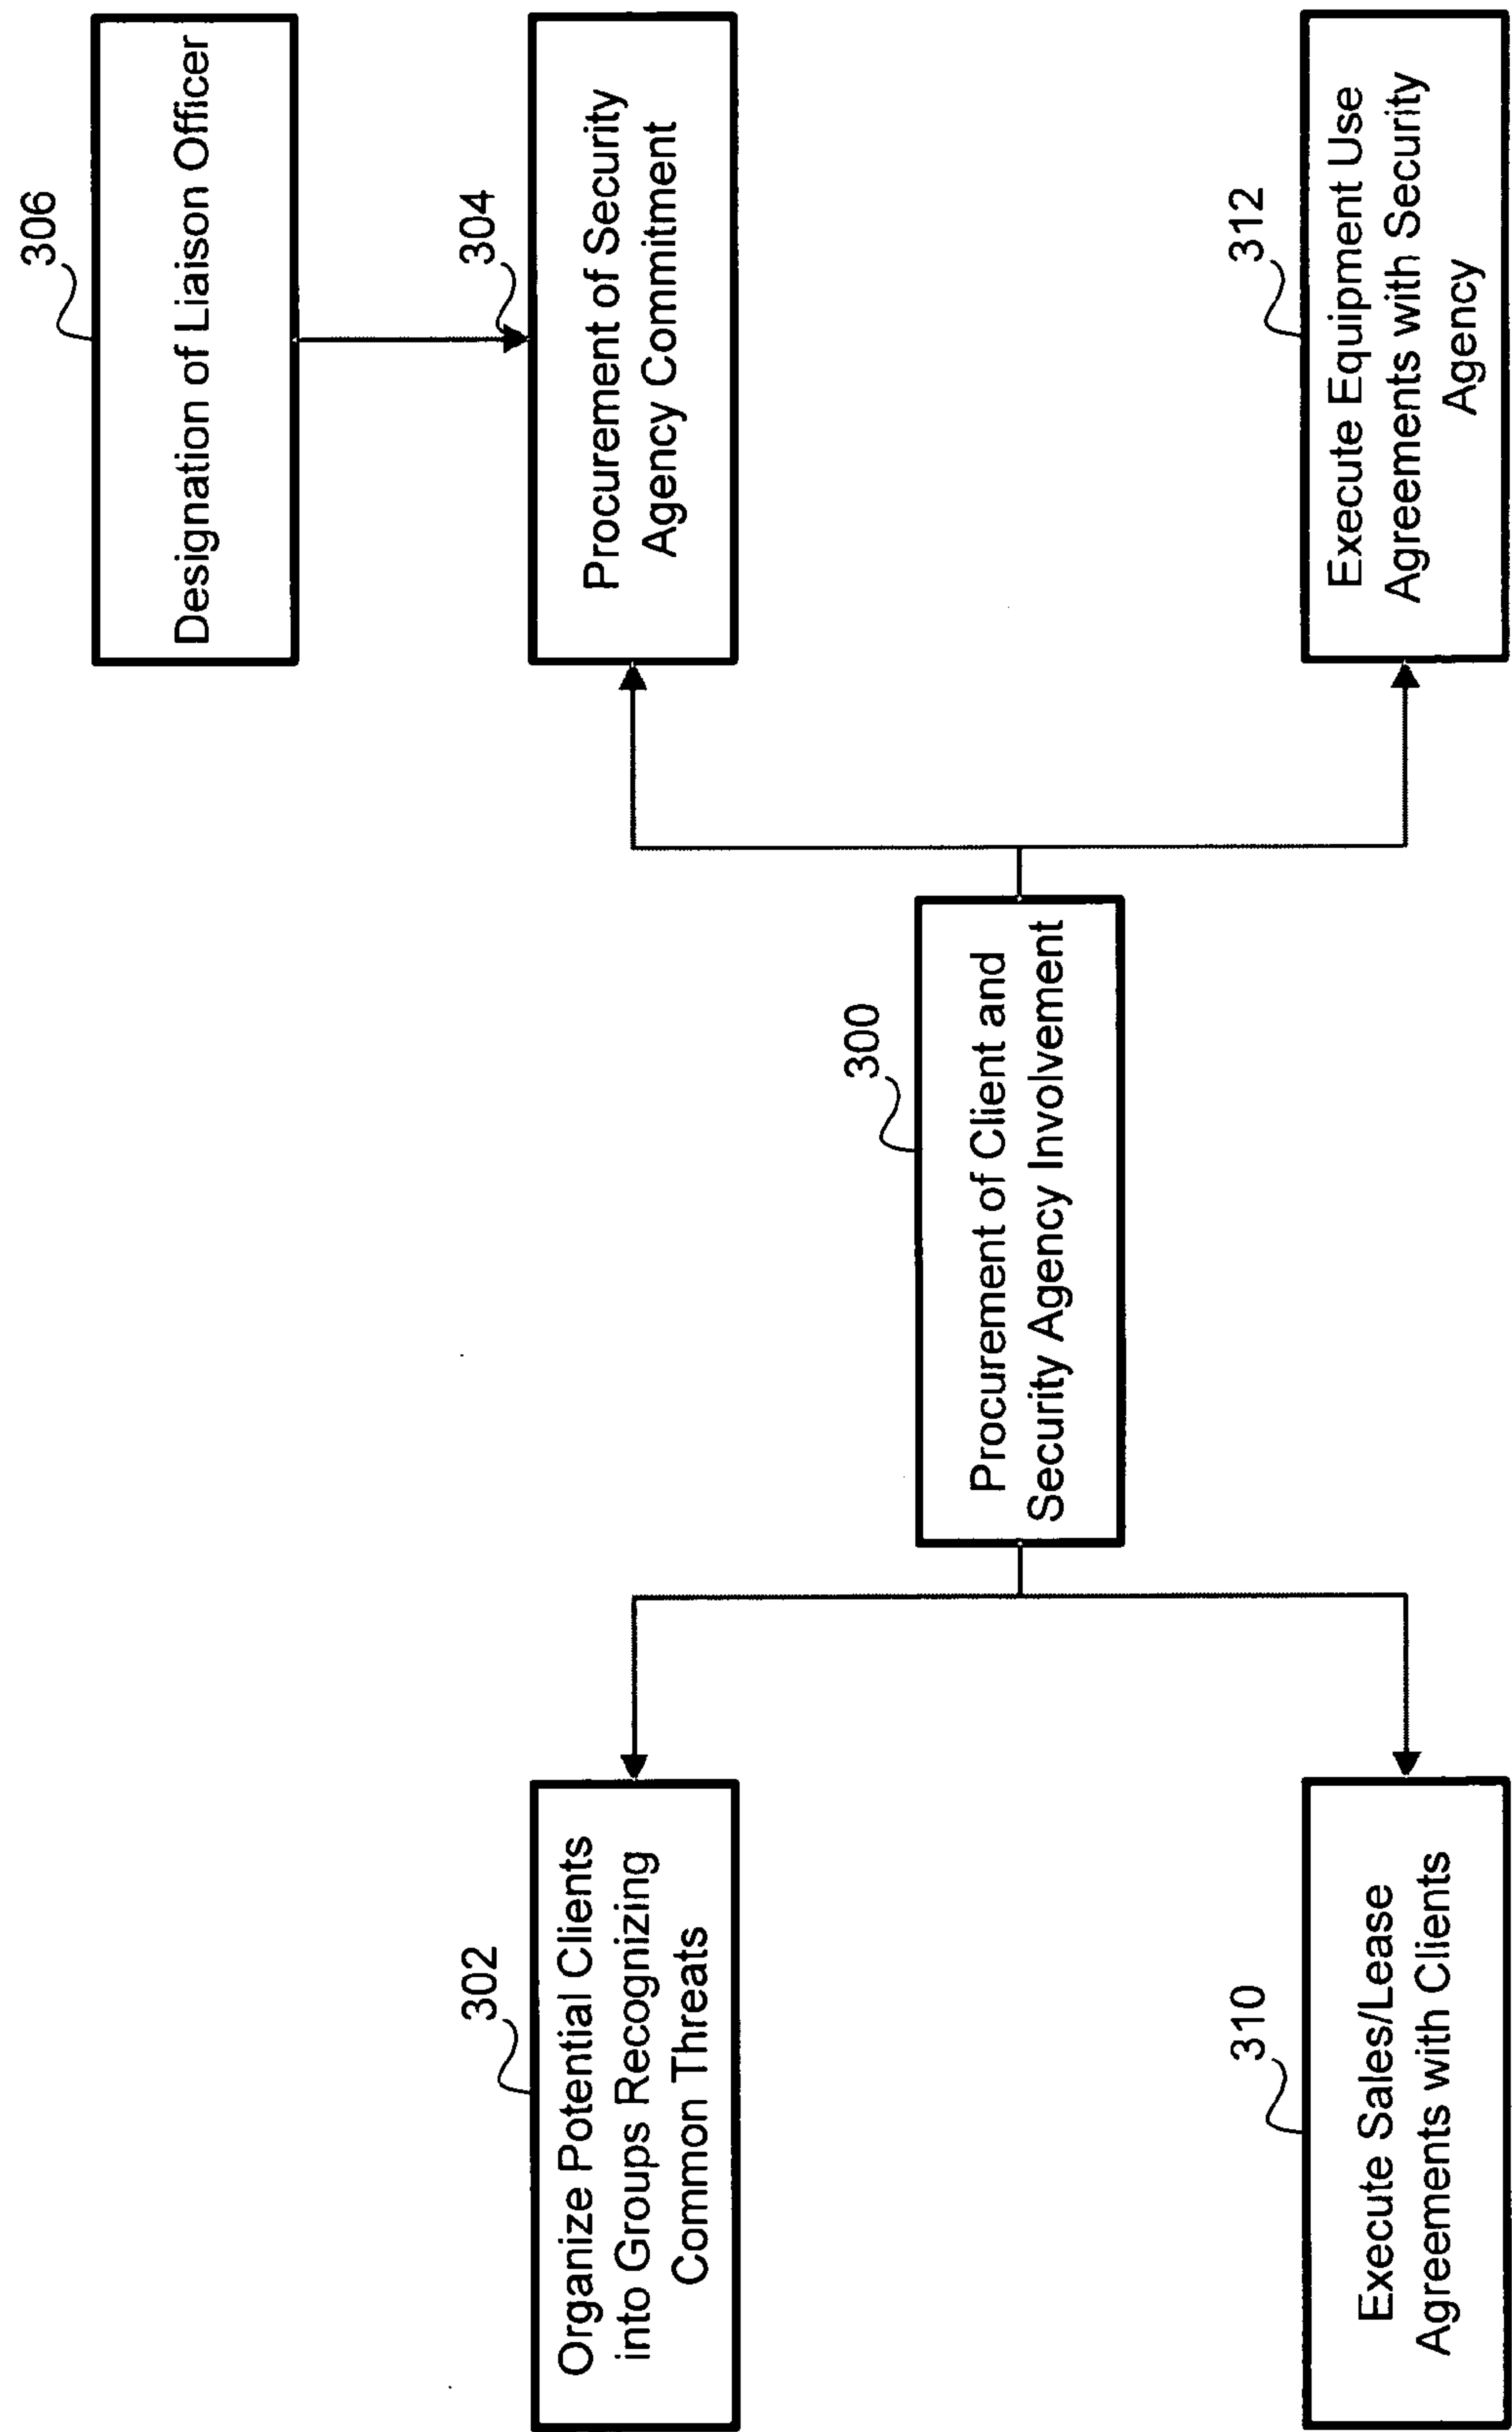 306
Designation of Liaison Officer
302
Organize Potential Clients
into Groups Recognizing
Common Threats
304
Procurement of Security
Agency Commitment
300
Procurement of Client and
Security Agency Involvement
310
Execute Sales/Lease
Agreements with Clients
312
Execute Equipment Use
Agreements with Security
Agency